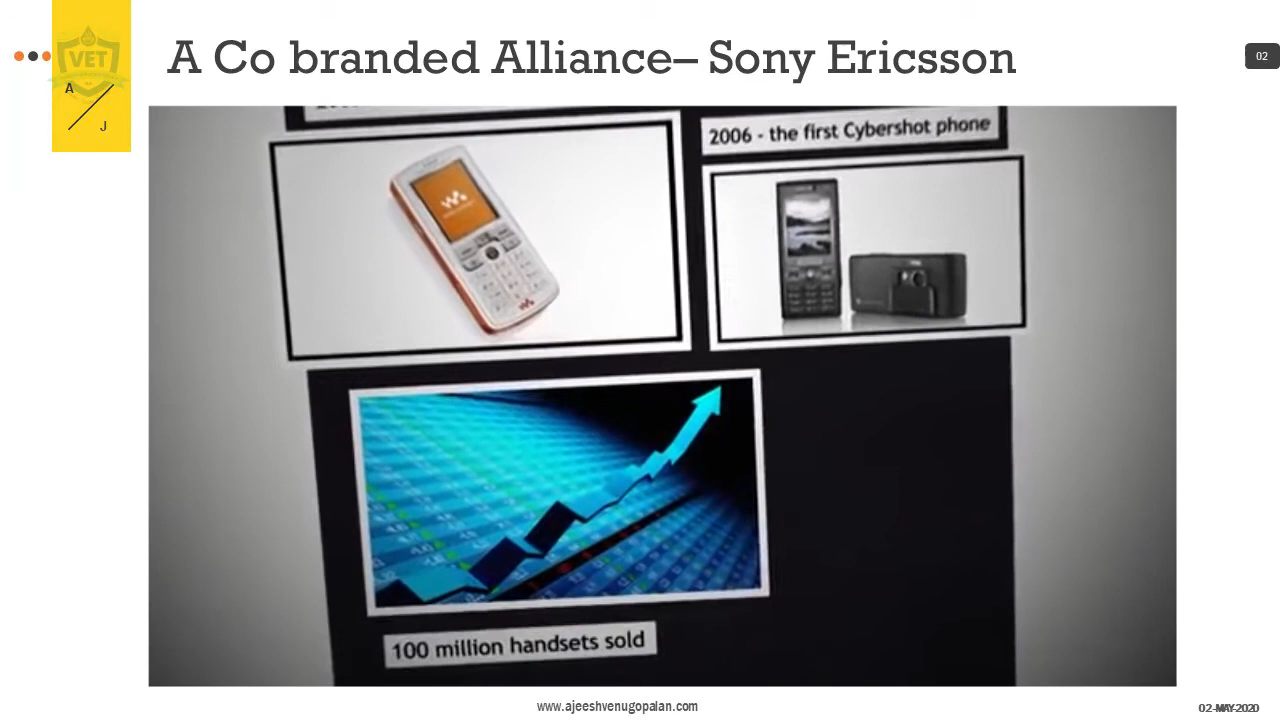 A Co branded Alliance– Sony Ericsson
02
VET
A
J
2006 - the first Cybershot phone
100 million handsets sold
www.ajeeshvenugopalan.com
02-MAY-2020